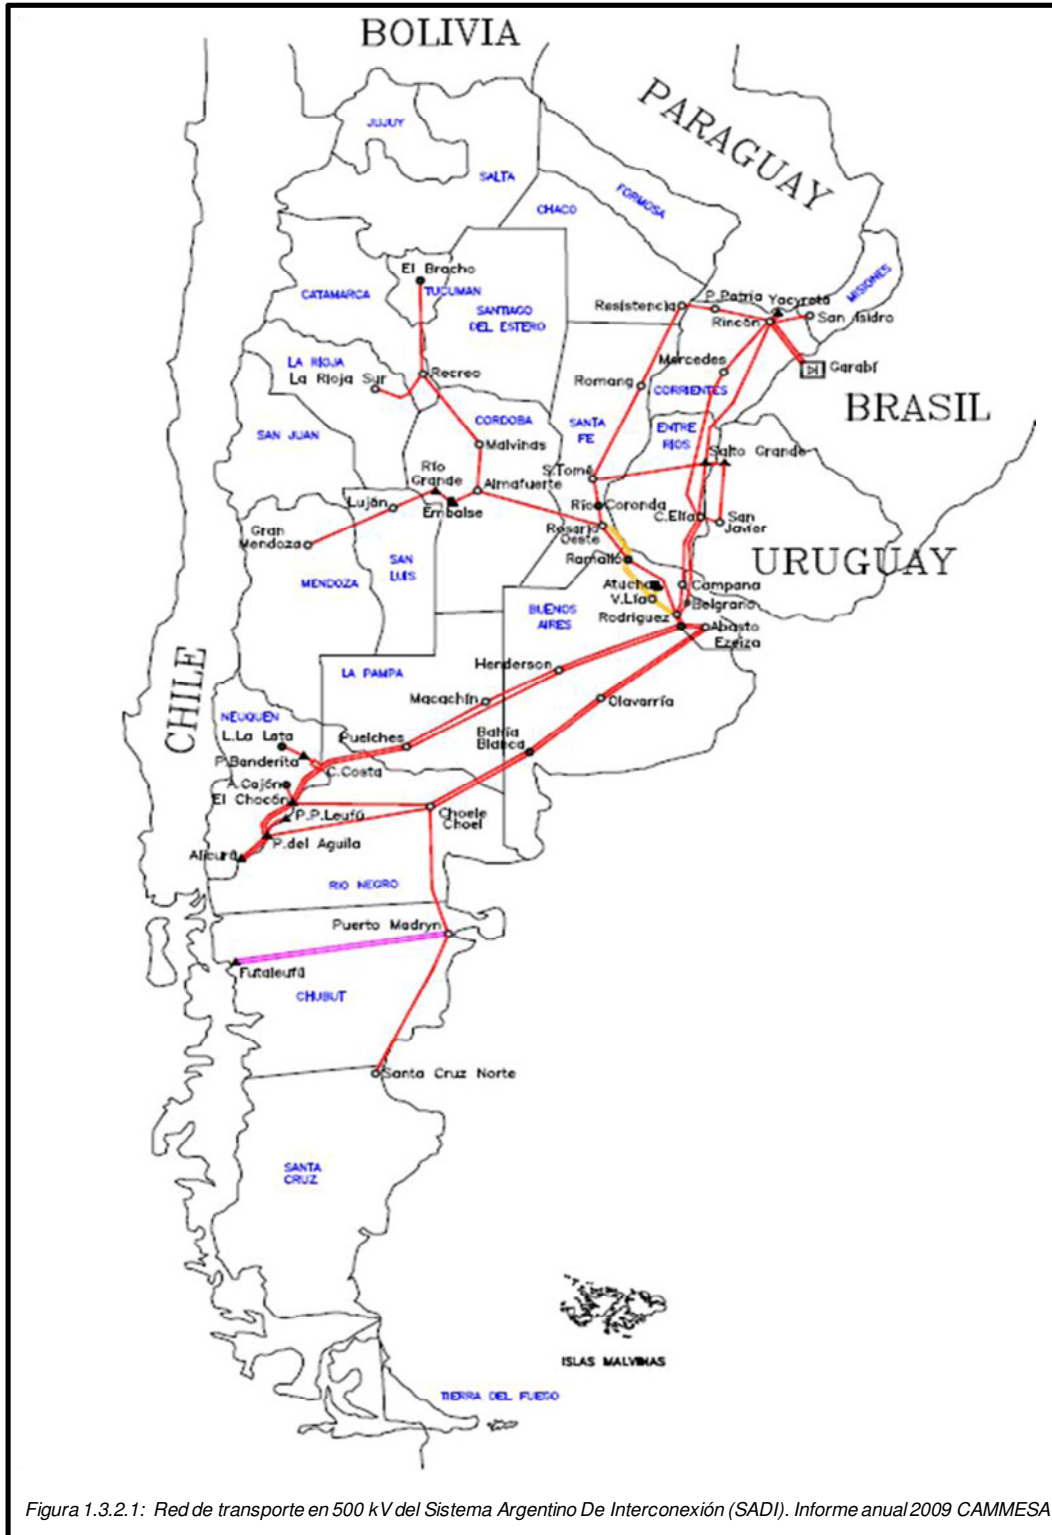 BOLIVIA
PARAGUAY
JUJUY
SALTA
FORMOSA
CHACO
MISIONES
El Bracho
TUCUMAN
CATAMARCA
SANTIAGO
DEL ESTERO
Resistencia
P.Patria
Yacyretá
Rincón
San Isidro
LA RIOJA
La Rioja Sur
Recreo
Mercedes
Garabí
Romang
CORRIENTES
BRASIL
SAN JUAN
CORDOBA
SANTA
FE
ENTRE
RIOS
Malvinas
Salto Grande
Río
Grande
S.Tomé
Almafuerte
Luján
Embalse
Río Coronda
C.Elía
San
Javier
Rosario
Oeste
Gran
Mendoza
SAN
LUIS
Ramallo
URUGUAY
MENDOZA
Atucha
Campana
V.Lía
Belgrano
BUENOS
AIRES
Rodríguez
Abasto
Ezeiza
CHILE
LA PAMPA
Henderson
Macachín
Olavarría
NEUQUEN
L.La Lata
Puelches
Bahía
Blanca
P.Banderita
C.Costa
A.Cajón
El Chocón
P.P.Leufú
Choele
Choel
P.del Aguila
Alicurá
RIO NEGRO
Puerto Madryn
Futaleufú
CHUBUT
Santa Cruz Norte
SANTA
CRUZ
ISLAS MALVINAS
TIERRA DEL FUEGO
Figura 1.3.2.1: Red de transporte en 500 kV del Sistema Argentino De Interconexión (SADI). Informe anual 2009 CAMMESA